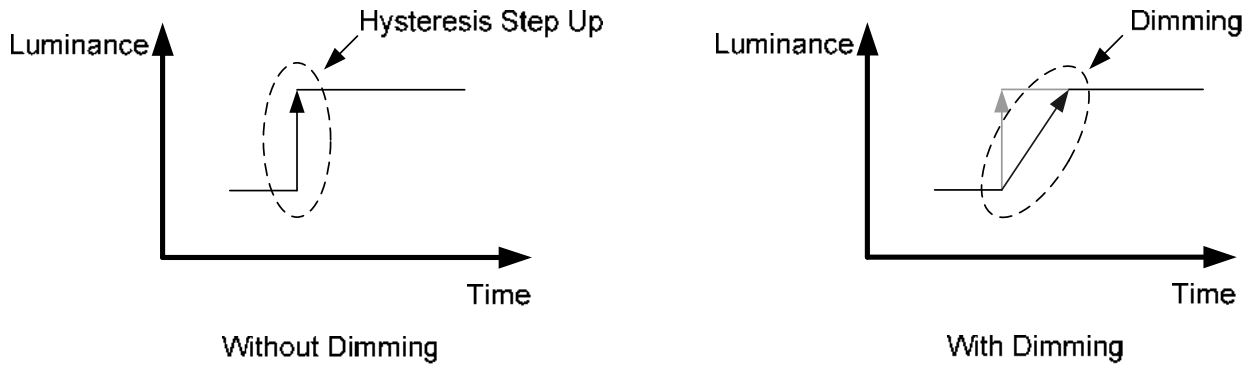 Hysteresis Step Up
Luminance
Time
Without Dimming
Dimming
Luminance
Time
With Dimming